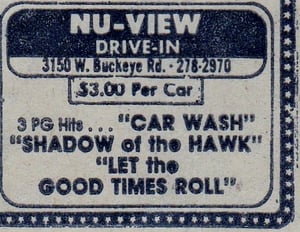 NU-VIEW
DRIVE-IN
3150 W. Buckeye Rd. - 278-2970
$3.00 Per Car
3 PG Hits . . . "CAR WASH"
"SHADOW of the HAWK"
"LET the
GOOD TIMES ROLL"